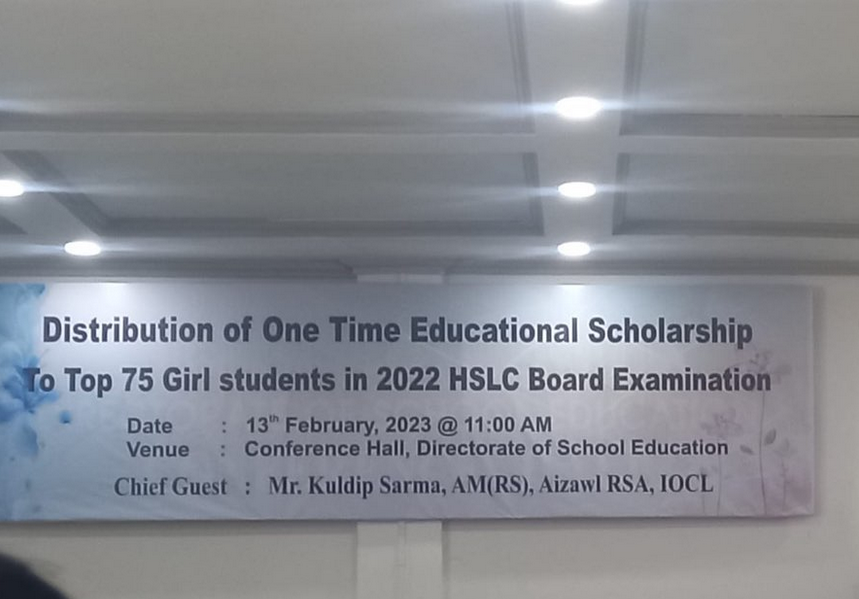 Distribution of One Time Educational Scholarship
To Top 75 Girl students in 2022 HSLC Board Examination
Date : 13th February, 2023 @ 11:00 AM
Venue : Conference Hall, Directorate of School Education
Chief Guest : Mr. Kuldip Sarma, AM(RS), Aizawl RSA, IOCL